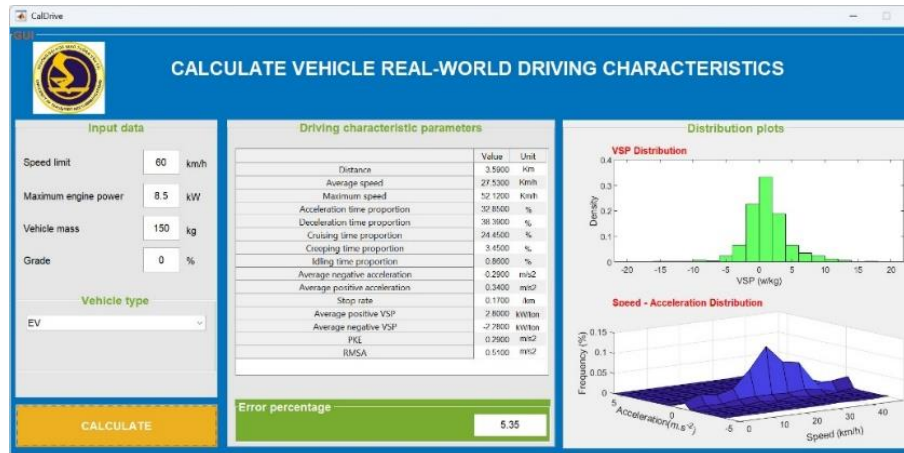 CalDrive
GUI
CALCULATE VEHICLE REAL-WORLD DRIVING CHARACTERISTICS
Input data
Speed limit 60 km/h
Maximum engine power 8.5 kW
Vehicle mass 150 kg
Grade 0 %
Vehicle type
EV
CALCULATE
Driving characteristic parameters
Value Unit
Distance 3.5900 Km
Average speed 27.5300 Km/h
Maximum speed 52.1200 Km/h
Acceleration time proportion 32.8500 %
Deceleration time proportion 38.3900 %
Cruising time proportion 24.4500 %
Creeping time proportion 3.4500 %
Idling time proportion 0.8600 %
Average negative acceleration 0.2900 m/s2
Average positive acceleration 0.3400 m/s2
Stop rate 0.1700 /km
Average positive VSP 2.8000 kW/ton
Average negative VSP -2.2800 kW/ton
PKE 0.2900 m/s2
RMSA 0.5100 m/s2
Error percentage
5.35
Distribution plots
VSP Distribution
0.4
0.3
0.2
0.1
0
Density
-20 -15 -10 -5 0 5 10 15 20
VSP (w/kg)
Speed - Acceleration Distribution
0.15
0.1
0.05
0
Frequency (%)
5 0 -5
Acceleration(m.s-2)
0 10 20 30 40
Speed (km/h)